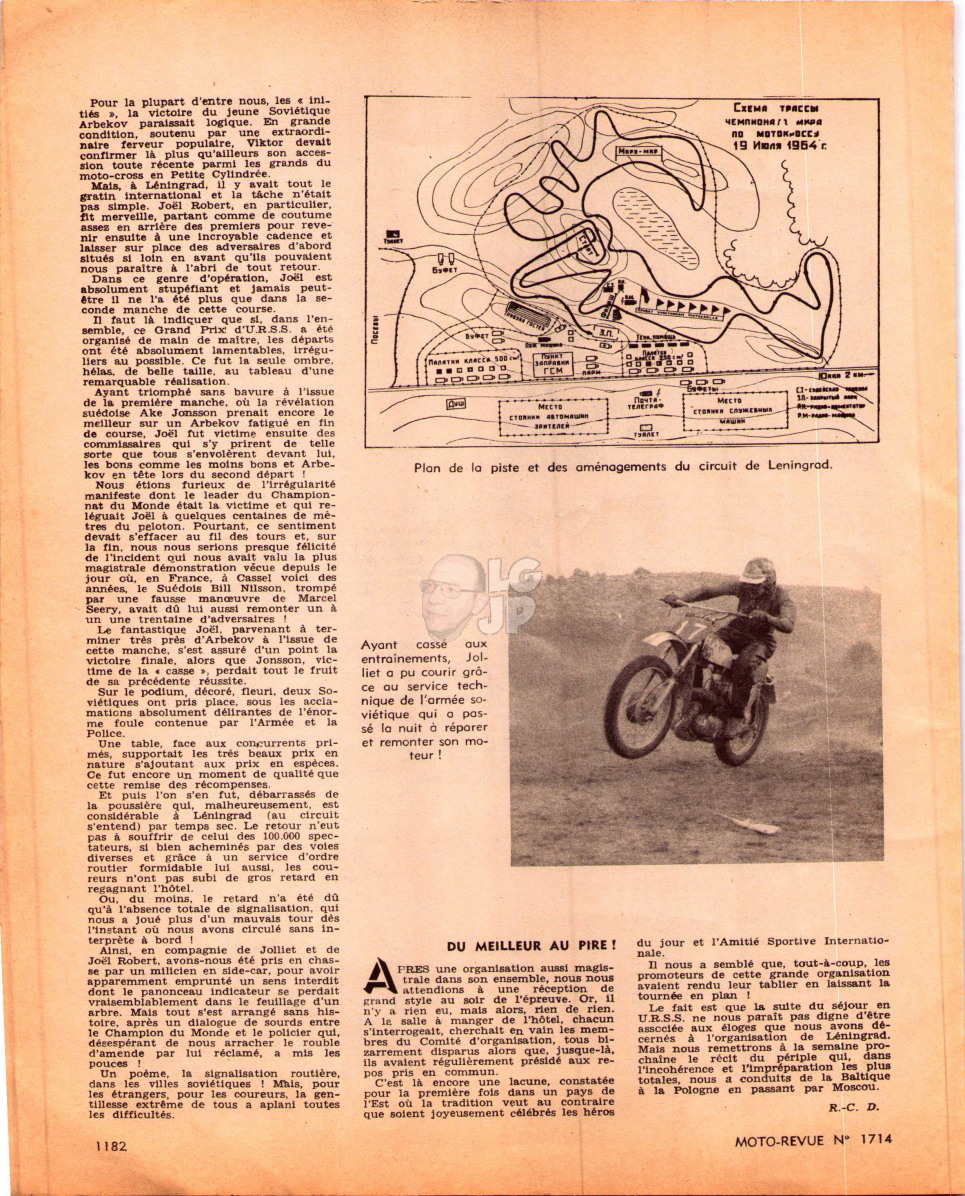 Pour la plupart d'entre nous, les « ini-
tiés », la victoire du jeune Soviétique
Arbekov paraissait logique. En grande
condition, soutenu par une extraordi-
naire ferveur populaire, Viktor devait
confirmer là plus qu'ailleurs son acces-
sion toute récente parmi les grands du
moto-cross en Petite Cylindrée.
Mais, à Léningrad, il y avait tout le
gratin international et la tâche n'était
pas simple. Joël Robert, en particulier,
fit merveille, partant comme de coutume
assez en arrière des premiers pour reve-
nir ensuite à une incroyable cadence et
laisser sur place des adversaires d'abord
situés si loin en avant qu'ils pouvaient
nous paraître à l'abri de tout retour.
Dans ce genre d'opération, Joël est
absolument stupéfiant et jamais peut-
être il ne l'a été plus que dans la se-
conde manche de cette course.
Il faut là indiquer que si, dans l'en-
semble, ce Grand Prix d'U.R.S.S. a été
organisé de main de maître, les départs
ont été absolument lamentables, irrégu-
liers au possible. Ce fut la seule ombre,
hélas, de belle taille, au tableau d'une
remarquable réalisation.
Ayant triomphé sans bavure à l'issue
de la première manche, où la révélation
suédoise Ake Jonsson prenait encore le
meilleur sur un Arbekov fatigué en fin
de course, Joël fut victime ensuite des
commissaires qui s'y prirent de telle
sorte que tous s'envolèrent devant lui,
les bons comme les moins bons et Arbe-
kov en tête lors du second départ !
Nous étions furieux de l'irrégularité
manifeste dont le leader du Champion-
nat du Monde était la victime et qui re-
léguait Joël à quelques centaines de mè-
tres du peloton. Pourtant, ce sentiment
devait s'effacer au fil des tours et, sur
la fin, nous nous serions presque félicité
de l'incident qui nous avait valu la plus
magistrale démonstration vécue depuis le
jour où, en France, à Cassel voici des
années, le Suédois Bill Nilsson, trompé
par une fausse manœuvre de Marcel
Seery, avait dû lui aussi remonter un à
un une trentaine d'adversaires !
Le fantastique Joël, parvenant à ter-
miner très près d'Arbekov à l'issue de
cette manche, s'est assuré d'un point la
victoire finale, alors que Jonsson, vic-
time de la « casse », perdait tout le fruit
de sa précédente réussite.
Sur le podium, décoré, fleuri, deux So-
viétiques ont pris place, sous les accla-
mations absolument délirantes de l'énor-
me foule contenue par l'Armée et la
Police.
Une table, face aux concurrents pri-
més, supportait les très beaux prix en
nature s'ajoutant aux prix en espèces.
Ce fut encore un moment de qualité que
cette remise des récompenses.
Et puis l'on s'en fut, débarrassés de
la poussière qui, malheureusement, est
considérable à Léningrad (au circuit
s'entend) par temps sec. Le retour n'eut
pas à souffrir de celui des 100.000 spec-
tateurs, si bien acheminés par des voies
diverses et grâce à un service d'ordre
routier formidable lui aussi, les cou-
reurs n'ont pas subi de gros retard en
regagnant l'hôtel.
Ou, du moins, le retard n'a été dû
qu'à l'absence totale de signalisation, qui
nous a joué plus d'un mauvais tour dès
l'instant où nous avons circulé sans in-
terprète à bord !
Ainsi, en compagnie de Jolliet et de
Joël Robert, avons-nous été pris en chas-
se par un milicien en side-car, pour avoir
apparemment emprunté un sens interdit
dont le panonceau indicateur se perdait
vraisemblablement dans le feuillage d'un
arbre. Mais tout s'est arrangé sans his-
toire, après un dialogue de sourds entre
le Champion du Monde et le policier qui,
désespérant de nous arracher le rouble
d'amende par lui réclamé, a mis les
pouces !
Un poème, la signalisation routière,
dans les villes soviétiques ! Mais, pour
les étrangers, pour les coureurs, la gen-
tillesse extrême de tous a aplani toutes
les difficultés.
СХЕМА ТРАССЫ
ЧЕМПИОНАТА МИРА
ПО МОТОКРОССУ
19 ИЮЛЯ 1964 г.
МИРУ-МИР
СТАРТ
ТУАЛЕТ
БУФЕТ
ПОСЕВЫ
БУФЕТ
З.П.
ТЕХН. ПОМОЩЬ
ПАЛАТКИ КЛАССА 500 см³
ПУНКТ
ЗАПРАВКИ
ГСМ
ПАРМ
ПАЛАТКИ
КЛАССА 250 см³
ЮККИ 2 км
БУФЕТЫ
ДУШ
МЕСТО
СТОЯНКИ АВТОМАШИН
ЗРИТЕЛЕЙ
ПОЧТА-
ТЕЛЕГРАФ
ТУАЛЕТ
МЕСТО
СТОЯНКИ СЛУЖЕБНЫХ
МАШИН
З.П.-ЗАКРЫТЫЙ ПАРК
Plan de la piste et des aménagements du circuit de Leningrad.
LG
JP
Ayant cassé aux
entraînements, Jol-
liet a pu courir grâ-
ce au service tech-
nique de l'armée so-
viétique qui a pas-
sé la nuit à réparer
et remonter son mo-
teur !
17
DU MEILLEUR AU PIRE !
APRES une organisation aussi magis-
trale dans son ensemble, nous nous
attendions à une réception de
grand style au soir de l'épreuve. Or, il
n'y a rien eu, mais alors, rien de rien.
A la salle à manger de l'hôtel, chacun
s'interrogeait, cherchait en vain les mem-
bres du Comité d'organisation, tous bi-
zarrement disparus alors que, jusque-là,
ils avaient régulièrement présidé aux re-
pos pris en commun.
C'est là encore une lacune, constatée
pour la première fois dans un pays de
l'Est où la tradition veut au contraire
que soient joyeusement célébrés les héros
du jour et l'Amitié Sportive Internatio-
nale.
Il nous a semblé que, tout-à-coup, les
promoteurs de cette grande organisation
avaient rendu leur tablier en laissant la
tournée en plan !
Le fait est que la suite du séjour en
U.R.S.S. ne nous paraît pas digne d'être
associée aux éloges que nous avons dé-
cernés à l'organisation de Léningrad.
Mais nous remettrons à la semaine pro-
chaîne le récit du périple qui, dans
l'incohérence et l'impréparation les plus
totales, nous a conduits de la Baltique
à la Pologne en passant par Moscou.
R.-C. D.
1182
MOTO-REVUE N° 1714